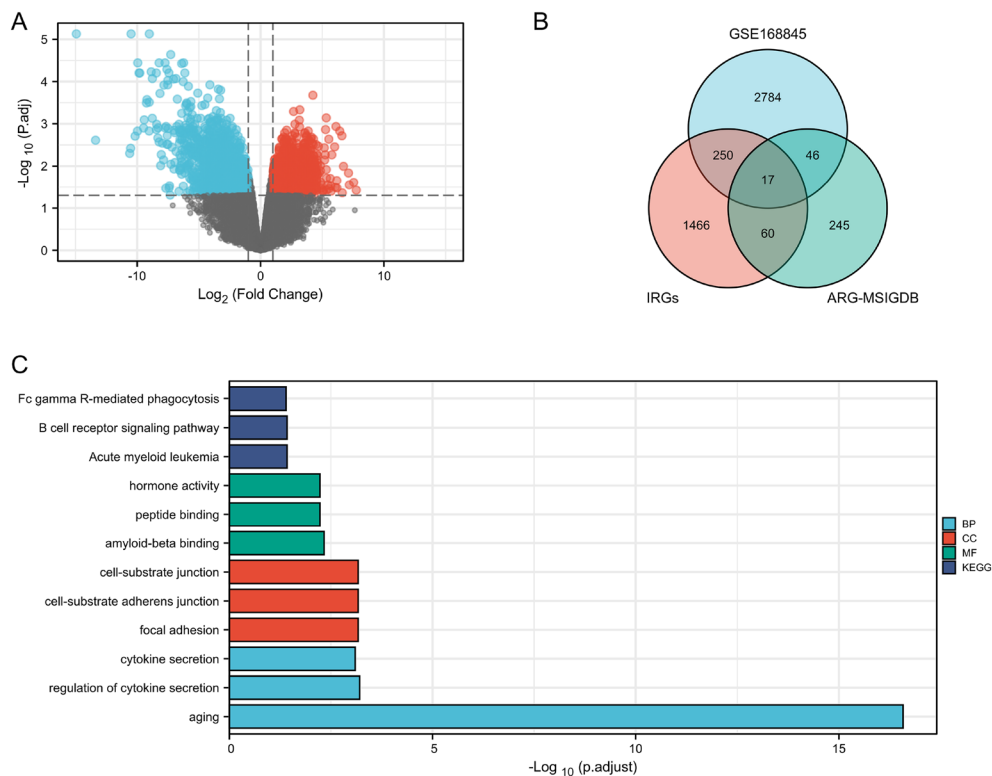 A
5
4
3
2
1
0
-Log 10 (P.adj)
-10
0
10
Log2 (Fold Change)
B
GSE168845
2784
250
46
17
1466
60
245
IRGs
ARG-MSIGDB
C
Fc gamma R-mediated phagocytosis
B cell receptor signaling pathway
Acute myeloid leukemia
hormone activity
peptide binding
amyloid-beta binding
cell-substrate junction
cell-substrate adherens junction
focal adhesion
cytokine secretion
regulation of cytokine secretion
aging
0
5
10
15
-Log 10 (p.adjust)
BP
CC
MF
KEGG